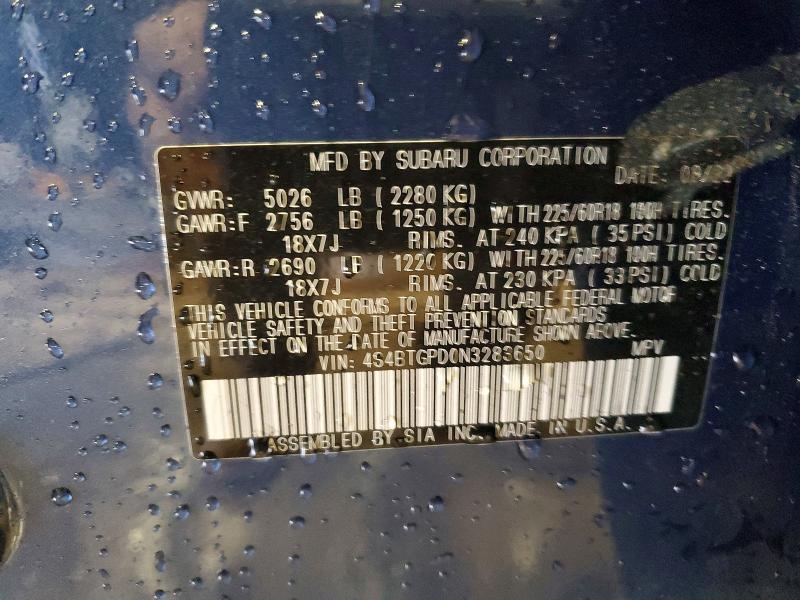 MFD BY SUBARU CORPORATION
DATE:
GVWR: 5026 LB ( 2280 KG)
GAWR:F 2756 LB ( 1250 KG) WITH 225/60R18 100H TIRES.
18X7J RIMS. AT 240 KPA ( 35 PSI) COLD
GAWR:R 2690 LB ( 1220 KG) WITH 225/60R18 100H TIRES.
18X7J RIMS. AT 230 KPA ( 33 PSI) COLD
THIS VEHICLE CONFORMS TO ALL APPLICABLE FEDERAL MOTOR
VEHICLE SAFETY AND THEFT PREVENTION STANDARDS
IN EFFECT ON THE DATE OF MANUFACTURE SHOWN ABOVE.
VIN: 4S4BTGPD0N3283650 MPV
ASSEMBLED BY SIA INC. MADE IN U.S.A.